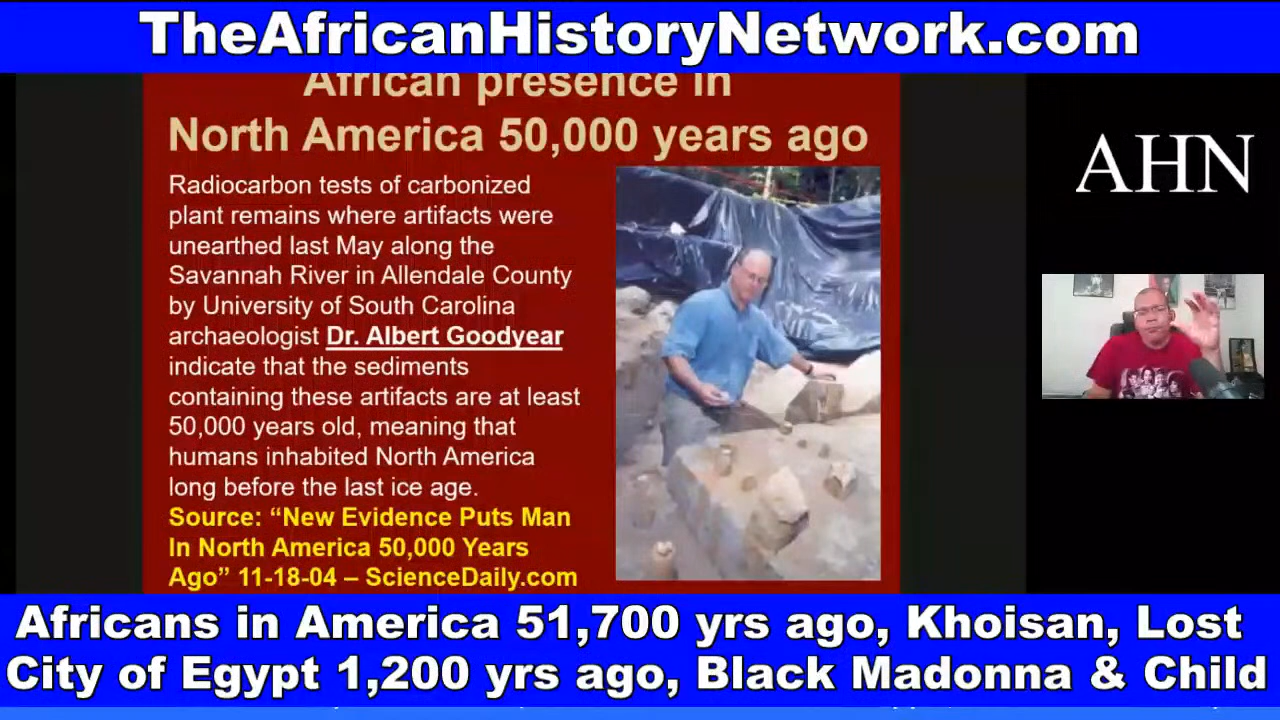 TheAfricanHistoryNetwork.com
African presence in
North America 50,000 years ago
AHN
Radiocarbon tests of carbonized
plant remains where artifacts were
unearthed last May along the
Savannah River in Allendale County
by University of South Carolina
archaeologist Dr. Albert Goodyear
indicate that the sediments
containing these artifacts are at least
50,000 years old, meaning that
humans inhabited North America
long before the last ice age.
Source: “New Evidence Puts Man
In North America 50,000 Years
Ago” 11-18-04 – ScienceDaily.com
Africans in America 51,700 yrs ago, Khoisan, Lost
City of Egypt 1,200 yrs ago, Black Madonna & Child